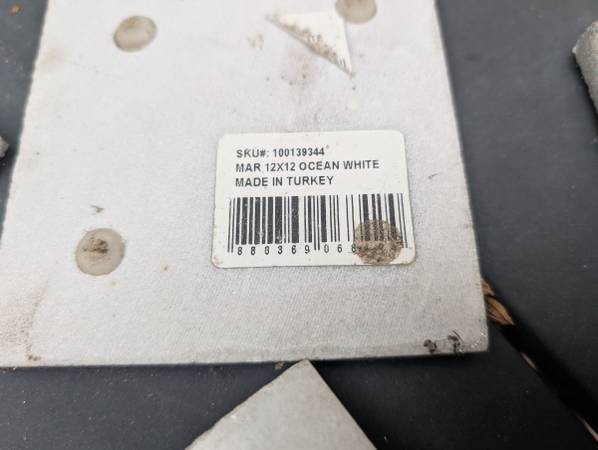 SKU#: 100139344
MAR 12X12 OCEAN WHITE
MADE IN TURKEY